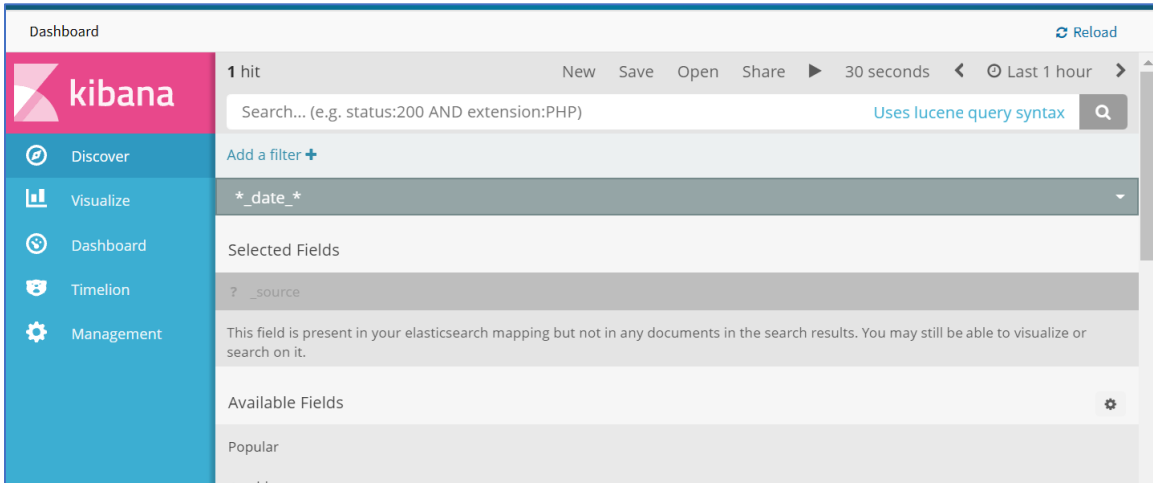 Dashboard
Reload
kibana
1 hit
New Save Open Share 30 seconds Last 1 hour
Search... (e.g. status:200 AND extension:PHP)
Uses lucene query syntax
Discover
Add a filter +
Visualize
*_date_*
Dashboard
Selected Fields
Timelion
? _source
Management
This field is present in your elasticsearch mapping but not in any documents in the search results. You may still be able to visualize or
search on it.
Available Fields
Popular